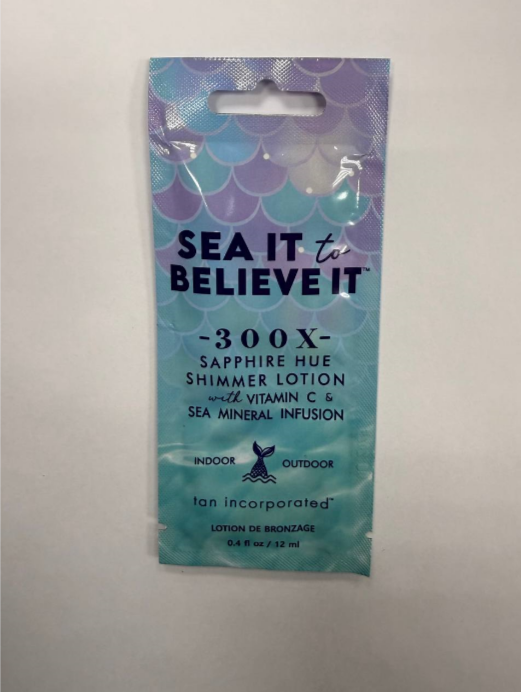 SEA IT to
BELIEVE IT™
-300X-
SAPPHIRE HUE
SHIMMER LOTION
with VITAMIN C &
SEA MINERAL INFUSION
INDOOR OUTDOOR
tan incorporated™
LOTION DE BRONZAGE
0.4 fl oz / 12 ml